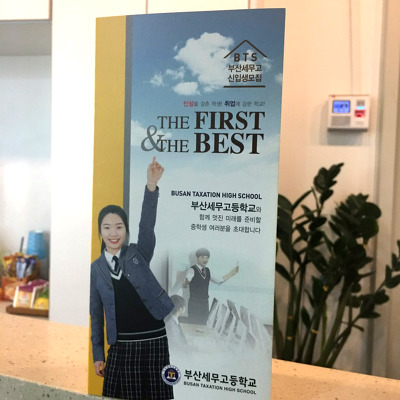 BTS
부산세무고
신입생모집
인성을 갖춘 학생! 취업에 강한 학교!
THE FIRST
& THE BEST
BUSAN TAXATION HIGH SCHOOL
부산세무고등학교와
함께 멋진 미래를 준비할
중학생 여러분을 초대합니다
부산세무고등학교
BUSAN TAXATION HIGH SCHOOL